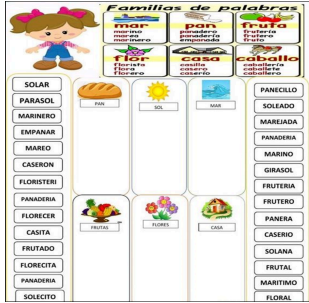 Familias de palabras
mar
marino
marea
marinero
pan
panadero
panadería
empanada
fruta
frutería
frutero
frutal
flor
florista
flora
florero
casa
casilla
casero
caserío
caballo
caballería
caballete
caballero
SOLAR
PARASOL
MARINERO
EMPANAR
MAREO
CASERON
FLORISTERI
PANADERIA
FLORECER
CASITA
FRUTADO
FLORECITA
PANADERIA
SOLECITO
PAN
SOL
MAR
FRUTAS
FLORES
CASA
PANECILLO
SOLEADO
MAREJADA
PANADERIA
MARINO
GIRASOL
FRUTERIA
FRUTERO
PANERA
CASERIO
SOLANA
FRUTAL
MARITIMO
FLORAL